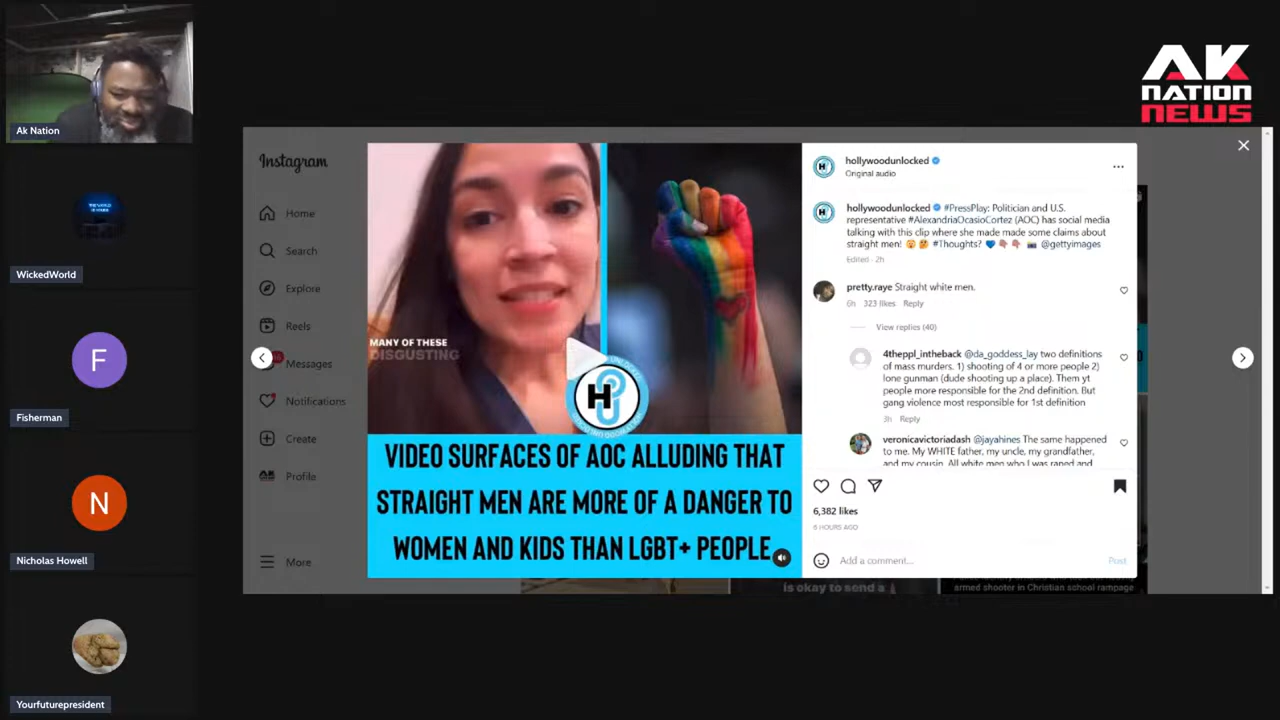 Ak Nation
WickedWorld
F
Fisherman
N
Nicholas Howell
Yourfuturepresident
AK
NATION
NEWS
Instagram
Home
Search
Explore
Reels
Messages
Notifications
Create
Profile
More
MANY OF THESE
DISGUSTING
H
VIDEO SURFACES OF AOC ALLUDING THAT
STRAIGHT MEN ARE MORE OF A DANGER TO
WOMEN AND KIDS THAN LGBT+ PEOPLE
hollywoodunlocked
Original audio
hollywoodunlocked #PressPlay: Politician and U.S.
representative #AlexandriaOcasioCortez (AOC) has social media
talking with this clip where she made made some claims about
straight men! #Thoughts? @gettyimages
Edited · 2h
pretty.raye Straight white men.
6h 323 likes Reply
View replies (40)
4theppl_intheback @da_goddess_lay two definitions
of mass murders. 1) shooting of 4 or more people 2)
lone gunman (dude shooting up a place). Them yt
people more responsible for the 2nd definition. But
gang violence most responsible for 1st definition
3h Reply
veronicavictoriadash @jayahines The same happened
to me. My WHITE father, my uncle, my grandfather,
and my cousin. All white men who I was raped and
6,382 likes
6 HOURS AGO
Add a comment...
Post
is okay to send a
armed shooter in Christian school rampage